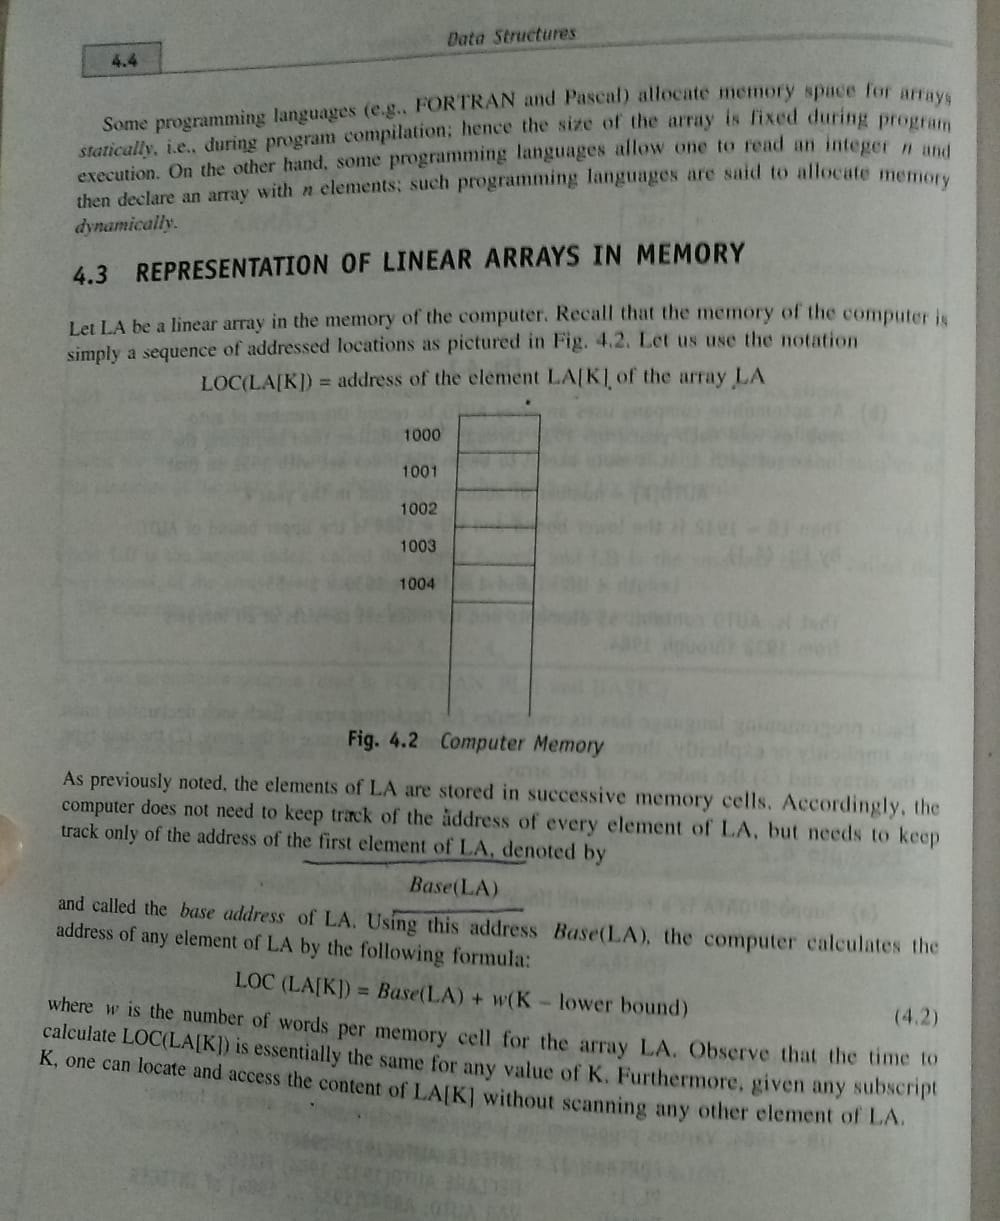 Data Structures
4.4
Some programming languages (e.g., FORTRAN and Pascal) allocate memory space for arrays
statically, i.e., during program compilation; hence the size of the array is fixed during program
execution. On the other hand, some programming languages allow one to read an integer n and
then declare an array with n elements; such programming languages are said to allocate memory
dynamically.
4.3 REPRESENTATION OF LINEAR ARRAYS IN MEMORY
Let LA be a linear array in the memory of the computer. Recall that the memory of the computer is
simply a sequence of addressed locations as pictured in Fig. 4.2. Let us use the notation
LOC(LA[K]) = address of the element LA[K] of the array LA
1000
1001
1002
1003
1004
Fig. 4.2 Computer Memory
As previously noted, the elements of LA are stored in successive memory cells. Accordingly, the
computer does not need to keep track of the address of every element of LA, but needs to keep
track only of the address of the first element of LA, denoted by
Base(LA)
and called the base address of LA. Using this address Base(LA), the computer calculates the
address of any element of LA by the following formula:
LOC (LA[K]) = Base(LA) + w(K – lower bound)
(4.2)
where w is the number of words per memory cell for the array LA. Observe that the time to
calculate LOC(LA[K]) is essentially the same for any value of K. Furthermore, given any subscript
K, one can locate and access the content of LA[K] without scanning any other element of LA.